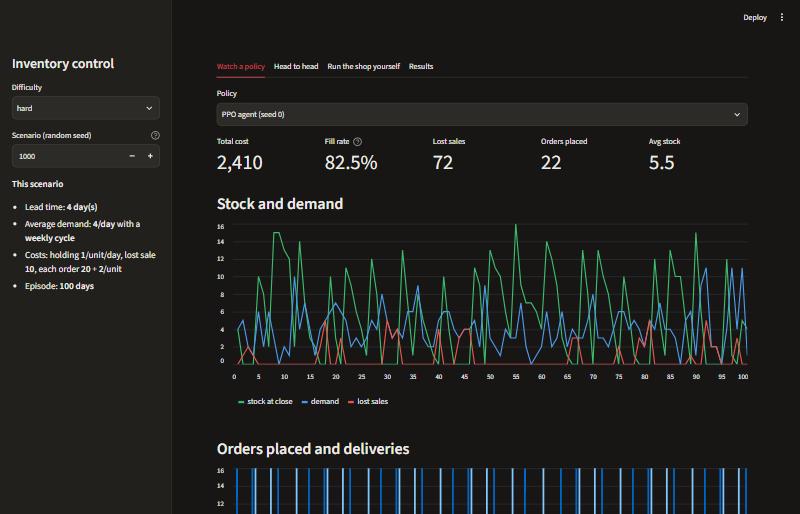 Deploy
Inventory control
Difficulty
hard
Scenario (random seed)
1000
This scenario
Lead time: 4 day(s)
Average demand: 4/day with a
weekly cycle
Costs: holding 1/unit/day, lost sale
10, each order 20 + 2/unit
Episode: 100 days
Watch a policy Head to head Run the shop yourself Results
Policy
PPO agent (seed 0)
Total cost Fill rate Lost sales Orders placed Avg stock
2,410 82.5% 72 22 5.5
Stock and demand
16
14
12
10
8
6
4
2
0
0 5 10 15 20 25 30 35 40 45 50 55 60 65 70 75 80 85 90 95 100
stock at close demand lost sales
Orders placed and deliveries
16
14
12